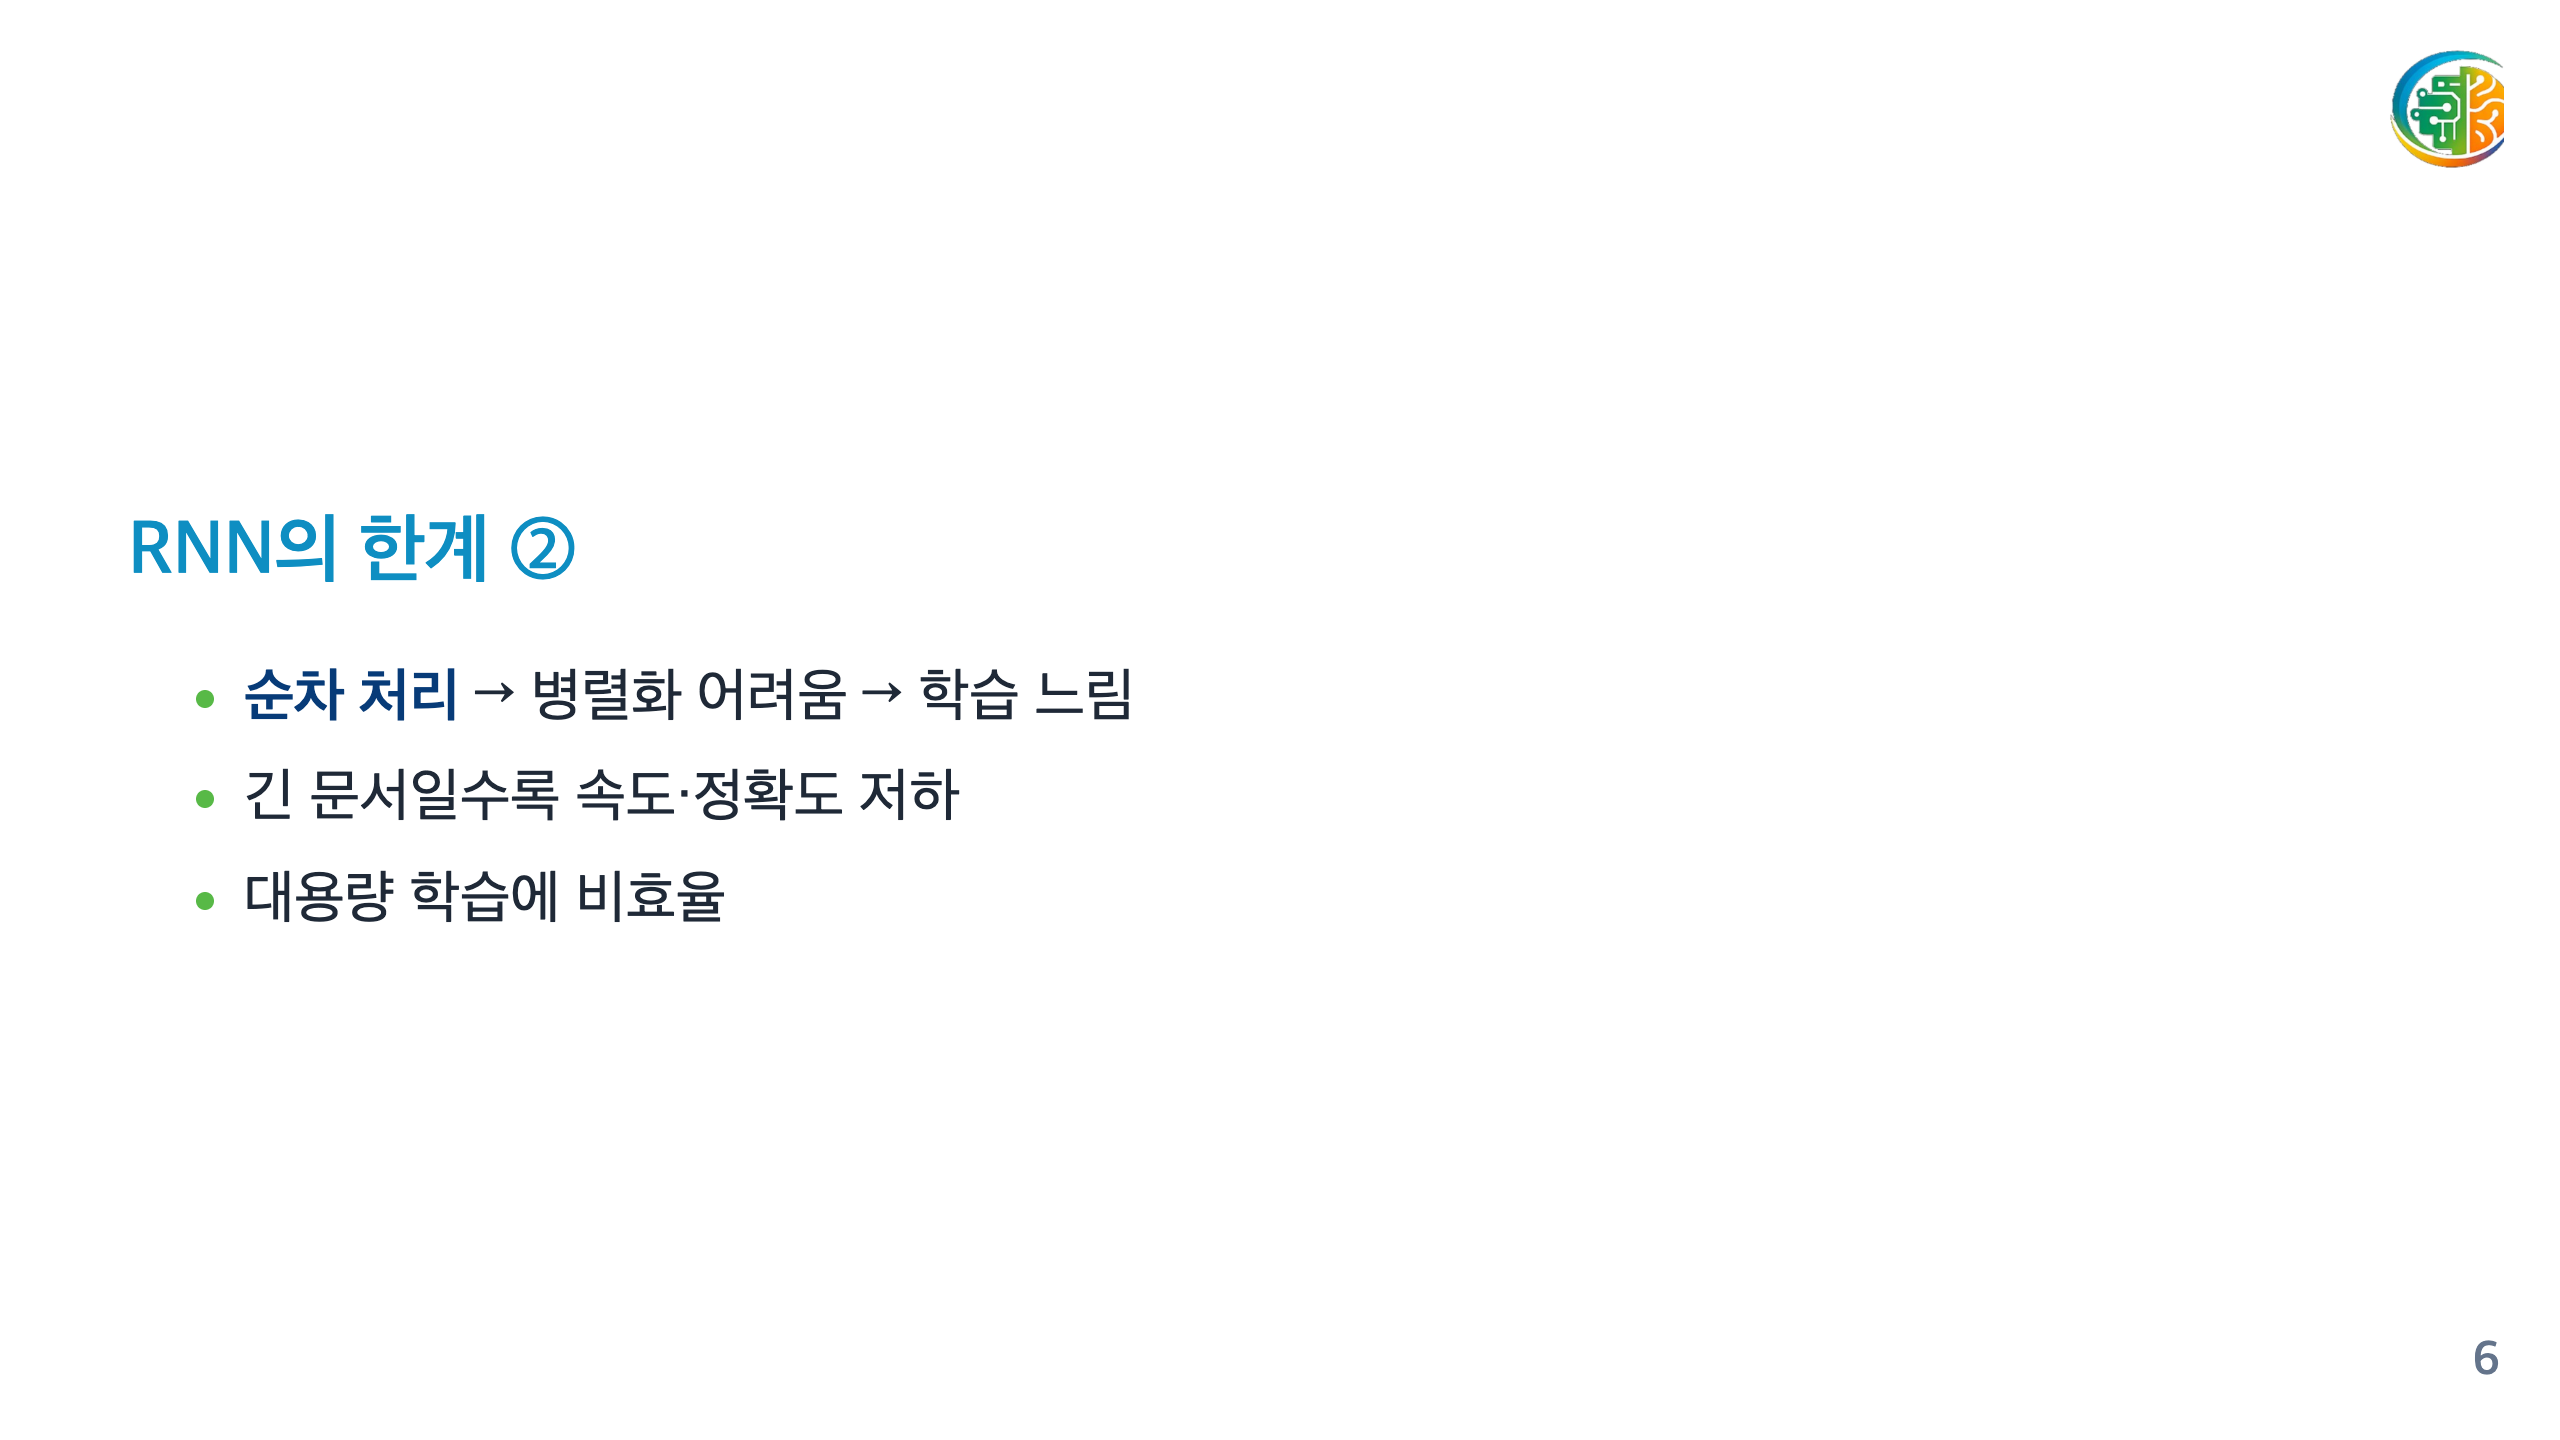 RNN의 한계 ②
• 순차 처리 → 병렬화 어려움 → 학습 느림
• 긴 문서일수록 속도·정확도 저하
• 대용량 학습에 비효율
6